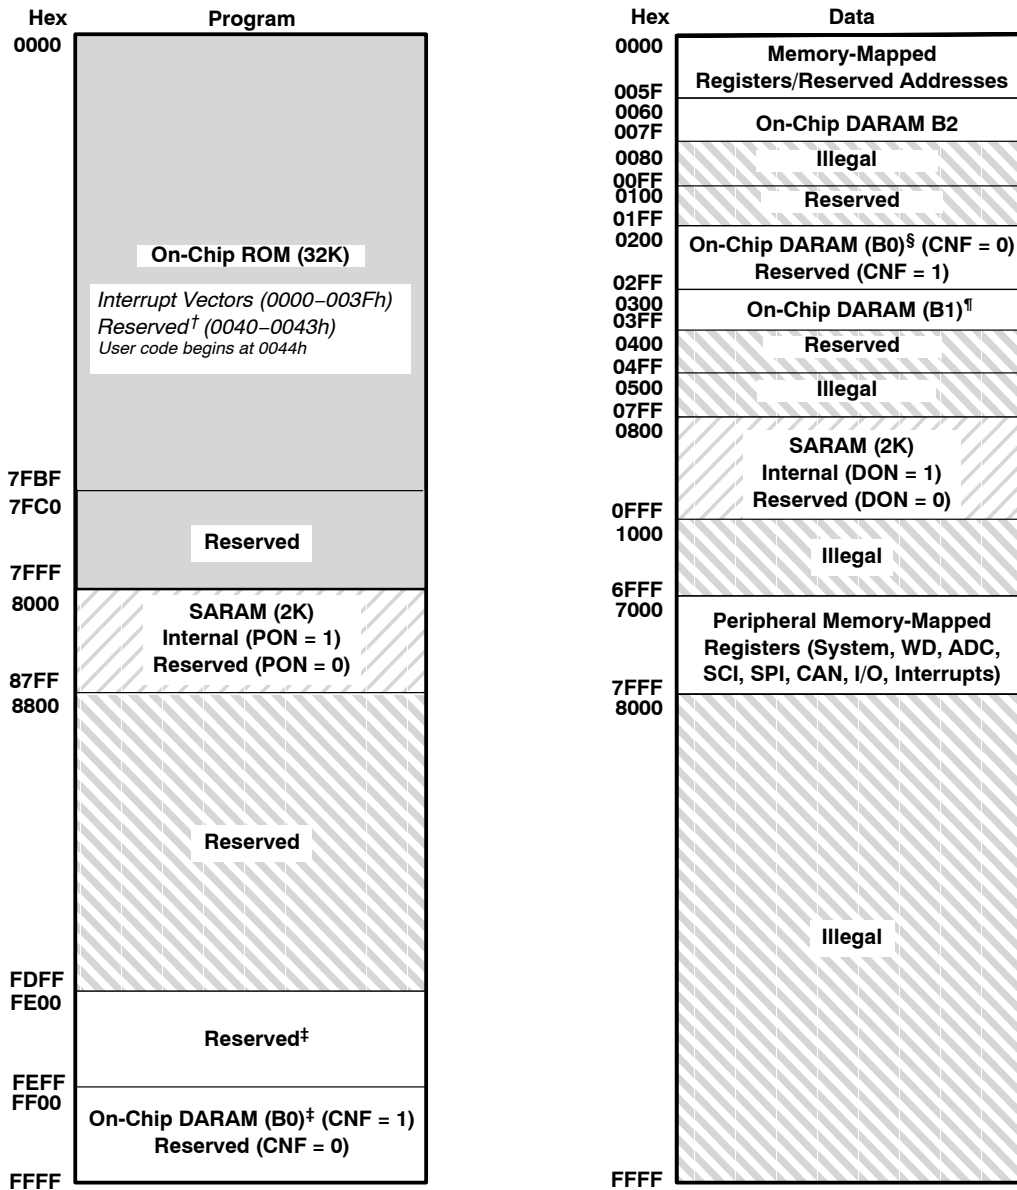 Hex
Program
0000
On-Chip ROM (32K)
Interrupt Vectors (0000–003Fh)
Reserved† (0040–0043h)
User code begins at 0044h
7FBF
7FC0
Reserved
7FFF
8000
SARAM (2K)
Internal (PON = 1)
Reserved (PON = 0)
87FF
8800
Reserved
FDFF
FE00
Reserved‡
FEFF
FF00
On-Chip DARAM (B0)‡ (CNF = 1)
Reserved (CNF = 0)
FFFF
Hex
Data
0000
Memory-Mapped
Registers/Reserved Addresses
005F
0060
On-Chip DARAM B2
007F
0080
Illegal
00FF
0100
Reserved
01FF
0200
On-Chip DARAM (B0)§ (CNF = 0)
Reserved (CNF = 1)
02FF
0300
On-Chip DARAM (B1)¶
03FF
0400
Reserved
04FF
0500
Illegal
07FF
0800
SARAM (2K)
Internal (DON = 1)
Reserved (DON = 0)
0FFF
1000
Illegal
6FFF
7000
Peripheral Memory-Mapped
Registers (System, WD, ADC,
SCI, SPI, CAN, I/O, Interrupts)
7FFF
8000
Illegal
FFFF